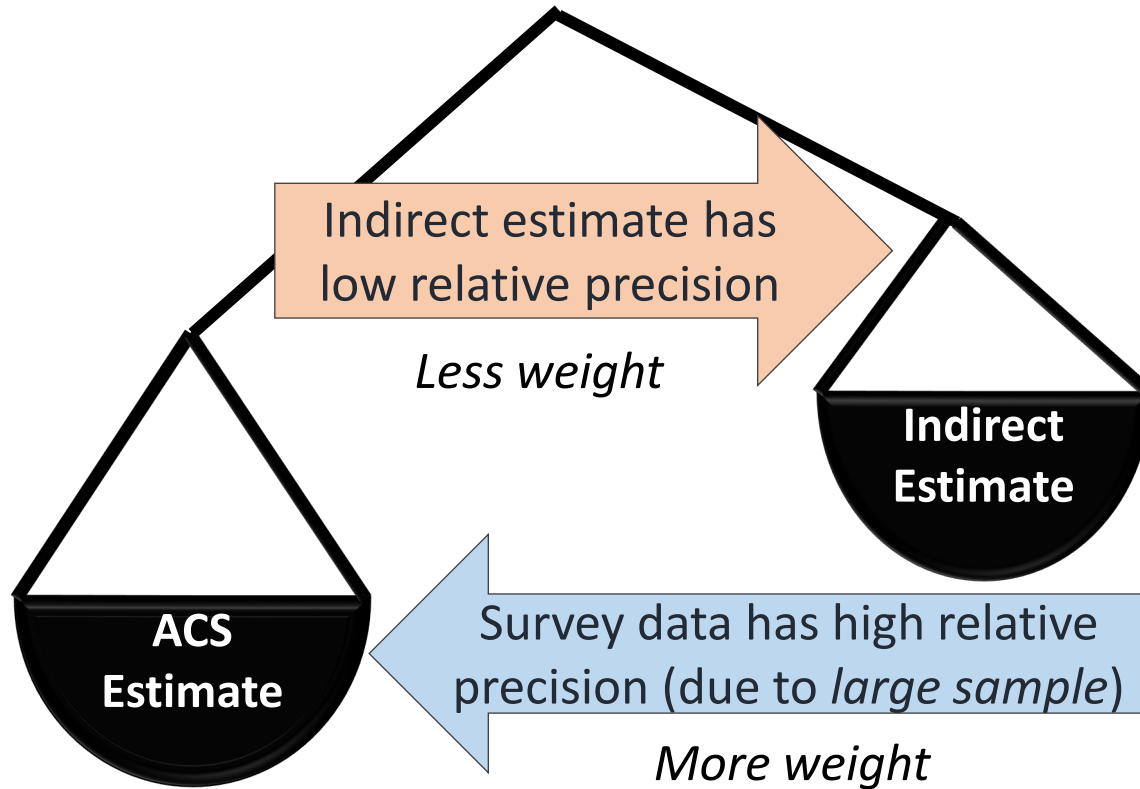 Indirect estimate has
low relative precision
Less weight
Indirect
Estimate
ACS
Estimate
Survey data has high relative
precision (due to large sample)
More weight